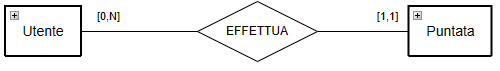 [0,N] [1,1]
Utente EFFETTUA Puntata